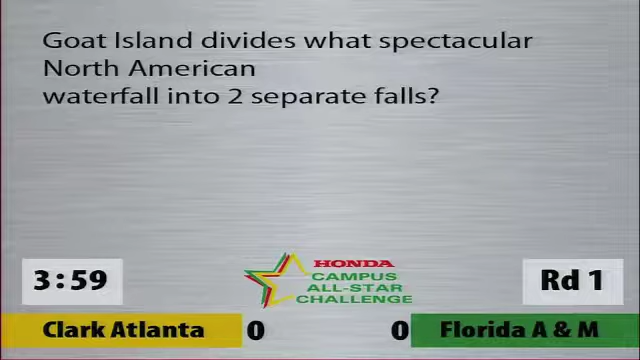 Goat Island divides what spectacular
North American
waterfall into 2 separate falls?
3:59
HONDA
CAMPUS
ALL-STAR
CHALLENGE
Rd 1
Clark Atlanta 0 0 Florida A & M